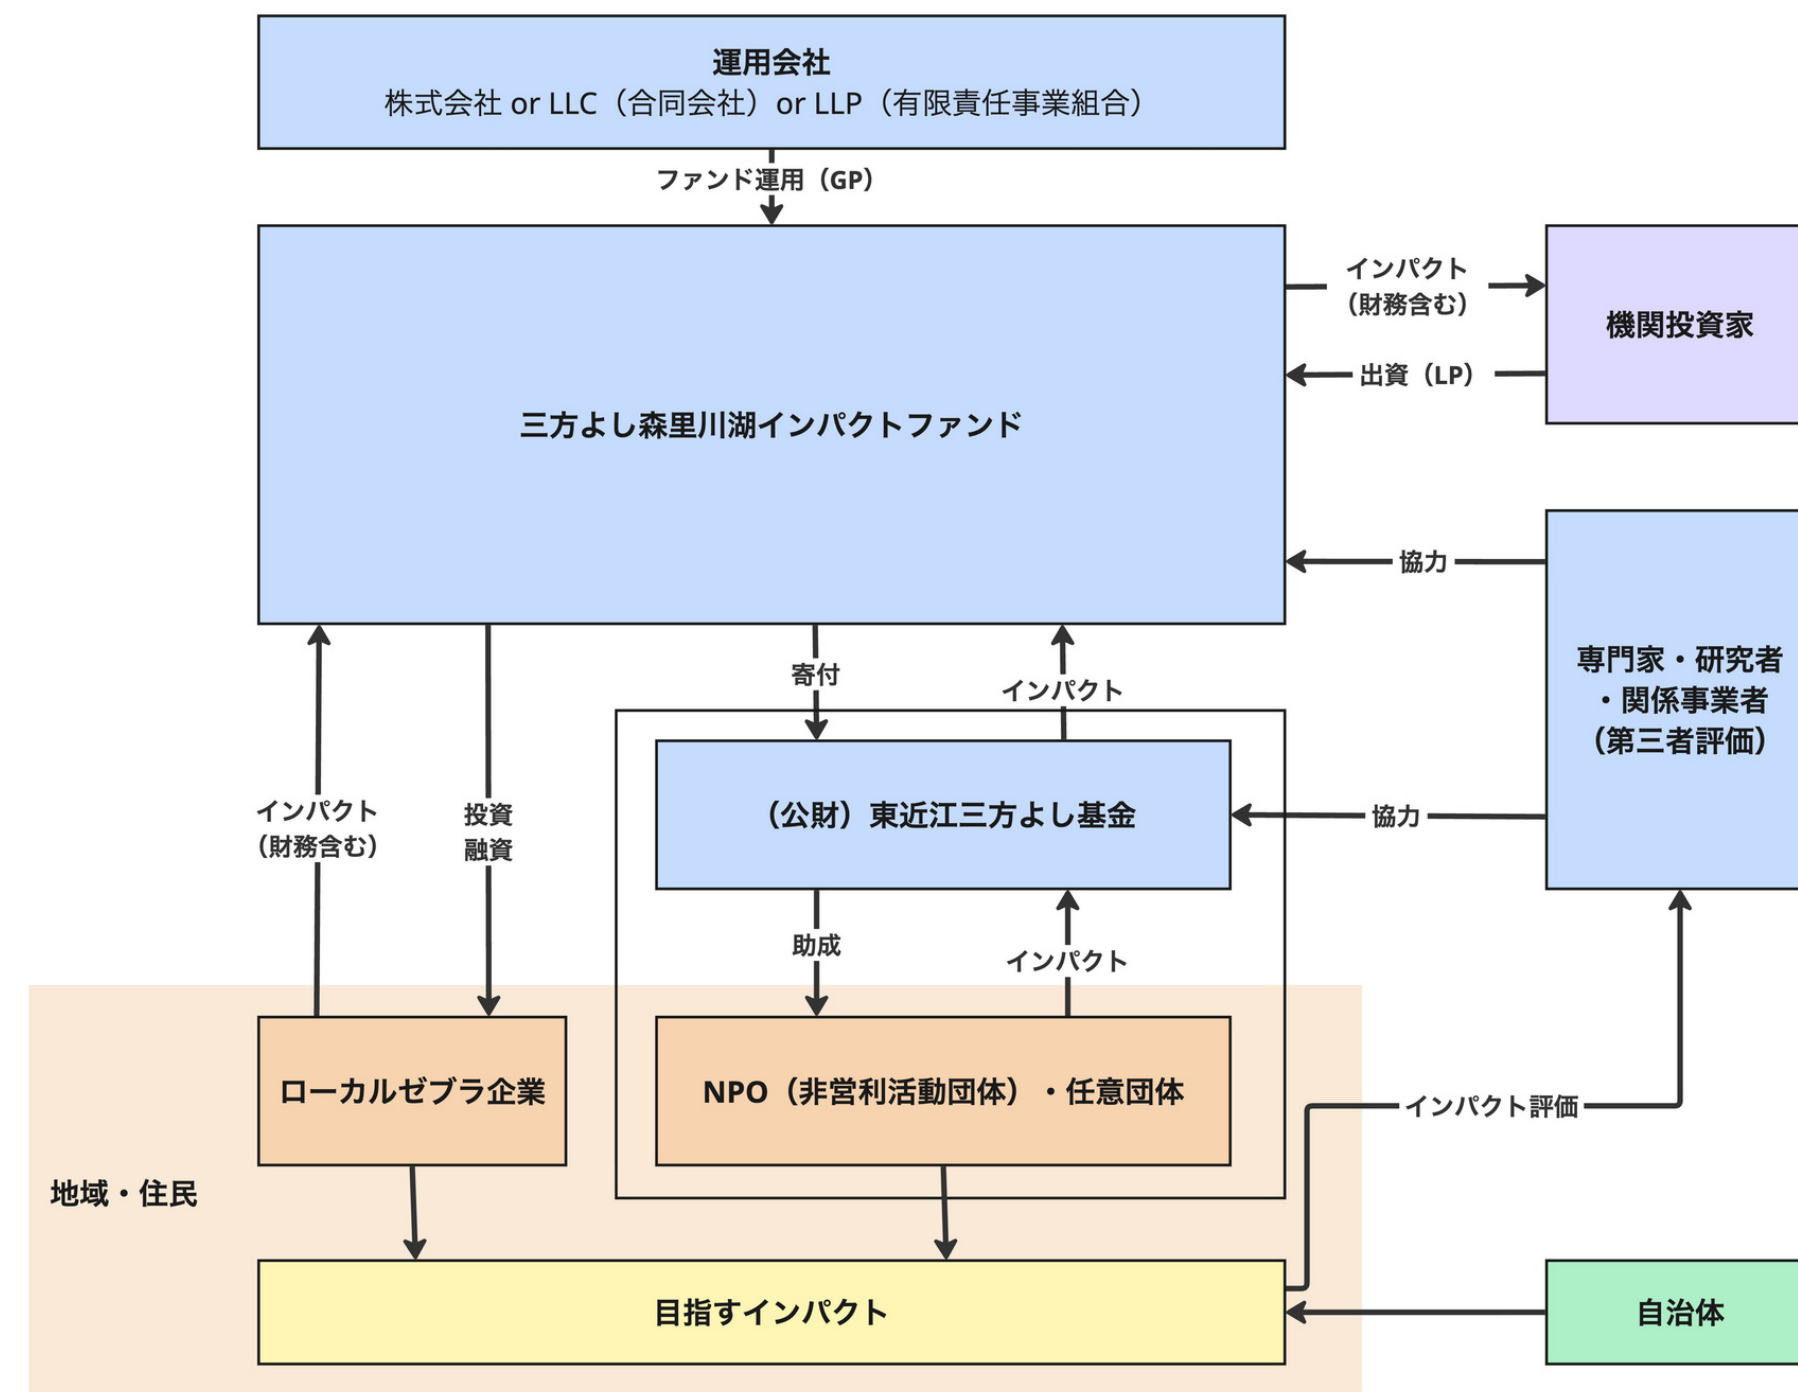 運用会社
株式会社 or LLC（合同会社）or LLP（有限責任事業組合）
ファンド運用（GP）
三方よし森里川湖インパクトファンド
インパクト
（財務含む）
機関投資家
出資（LP）
協力
専門家・研究者
・関係事業者
（第三者評価）
寄付
インパクト
インパクト
（財務含む）
投資
融資
（公財）東近江三方よし基金
協力
助成
インパクト
ローカルゼブラ企業
NPO（非営利活動団体）・任意団体
インパクト評価
地域・住民
目指すインパクト
自治体